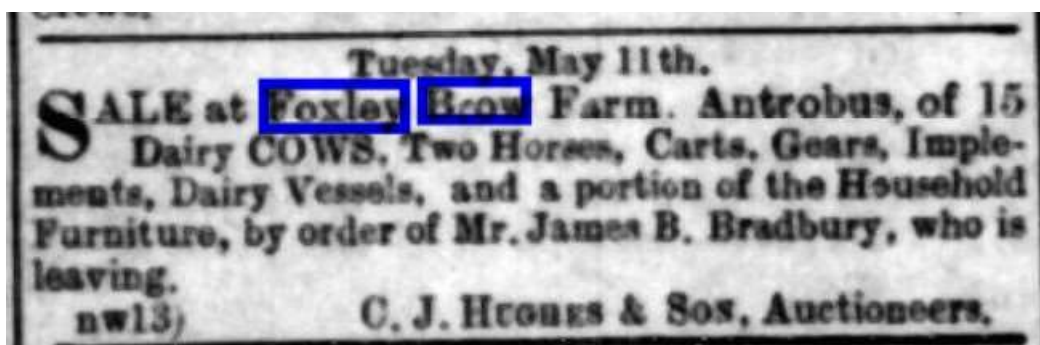 Tuesday, May 11th.
SALE at Foxley Brow Farm. Antrobus, of 15
Dairy COWS, Two Horses, Carts, Gears, Imple-
ments, Dairy Vessels, and a portion of the Household
Furniture, by order of Mr. James B. Bradbury, who is
leaving.
nw13) C. J. HUGHES & SON, Auctioneers.